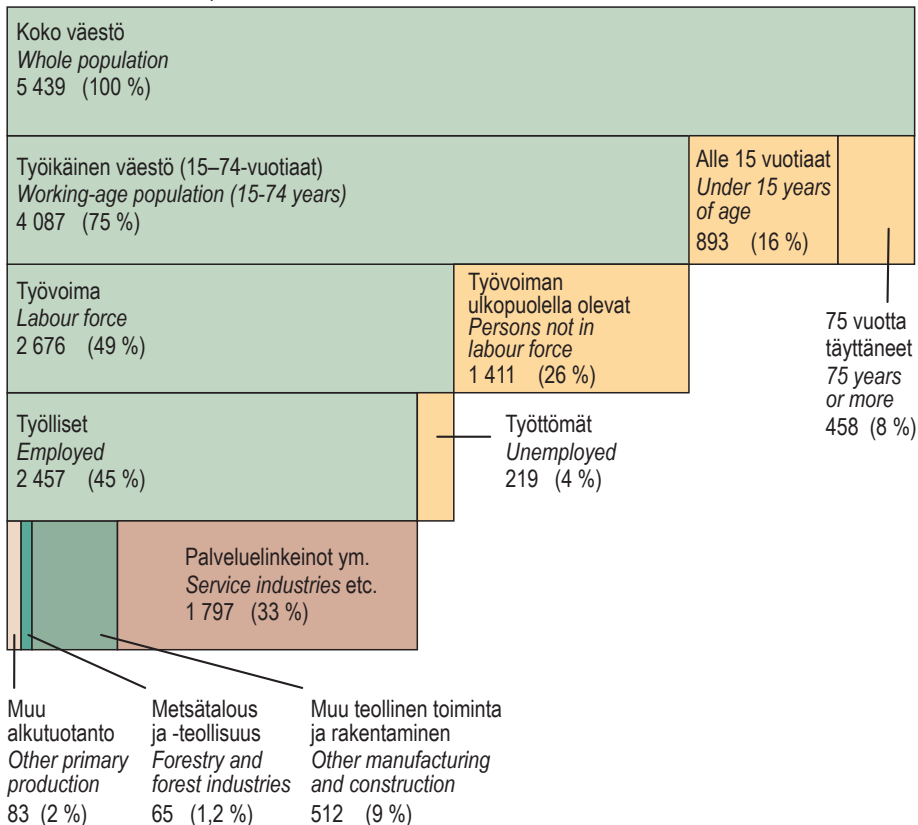 Koko väestö
Whole population
5 439 (100 %)
Työikäinen väestö (15–74-vuotiaat)
Working-age population (15-74 years)
4 087 (75 %)
Alle 15 vuotiaat
Under 15 years
of age
893 (16 %)
75 vuotta
täyttäneet
75 years
or more
458 (8 %)
Työvoima
Labour force
2 676 (49 %)
Työvoiman
ulkopuolella olevat
Persons not in
labour force
1 411 (26 %)
Työlliset
Employed
2 457 (45 %)
Työttömät
Unemployed
219 (4 %)
Palveluelinkeinot ym.
Service industries etc.
1 797 (33 %)
Muu
alkutuotanto
Other primary
production
83 (2 %)
Metsätalous
ja -teollisuus
Forestry and
forest industries
65 (1,2 %)
Muu teollinen toiminta
ja rakentaminen
Other manufacturing
and construction
512 (9 %)